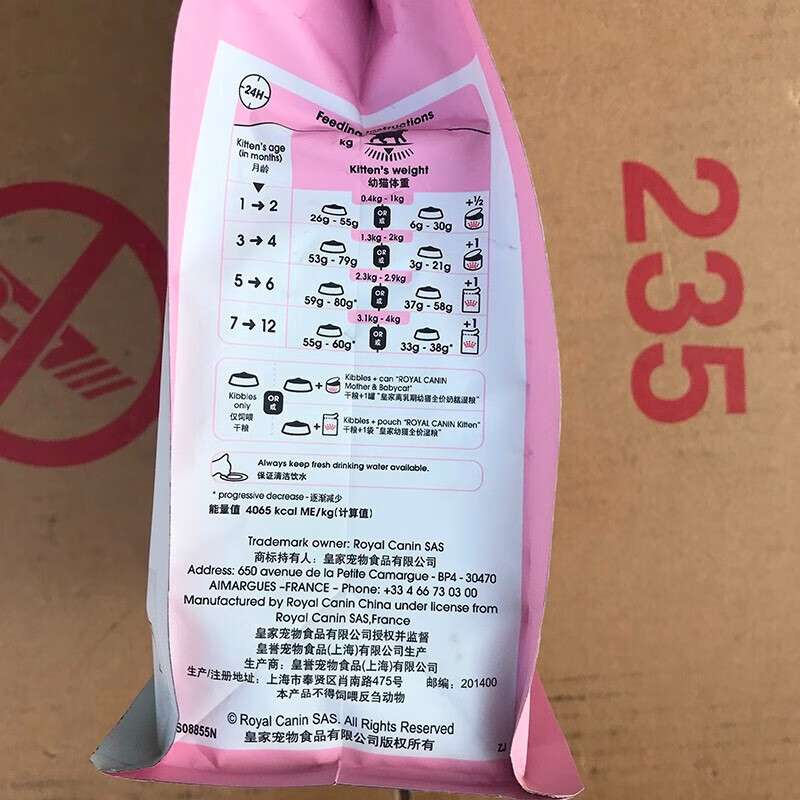 24H
Feeding instructions
kg
Kitten's age
(in months)
月龄
Kitten's weight
幼猫体重
0.4kg - 1kg
1 → 2
26g - 55g
OR
或
6g - 30g
+½
1.3kg - 2kg
3 → 4
53g - 79g
OR
或
3g - 21g
+1
2.3kg - 2.9kg
5 → 6
59g - 80g*
OR
或
37g - 58g
+1
3.1kg - 4kg
7 → 12
55g - 60g*
OR
或
33g - 38g*
+1
Kibbles
only
仅饲喂
干粮
OR
或
Kibbles + can "ROYAL CANIN
Mother & Babycat"
干粮+1罐 "皇家离乳期幼猫全价奶糕湿粮"
Kibbles + pouch "ROYAL CANIN Kitten"
干粮+1袋 "皇家幼猫全价湿粮"
Always keep fresh drinking water available.
保证清洁饮水
* progressive decrease - 逐渐减少
能量值 4065 kcal ME/kg(计算值)
Trademark owner: Royal Canin SAS
商标持有人：皇家宠物食品有限公司
Address: 650 avenue de la Petite Camargue - BP4 - 30470
AIMARGUES –FRANCE – Phone: +33 4 66 73 03 00
Manufactured by Royal Canin China under license from
Royal Canin SAS,France
皇家宠物食品有限公司授权并监督
皇誉宠物食品(上海)有限公司生产
生产商：皇誉宠物食品(上海)有限公司
生产/注册地址：上海市奉贤区肖南路475号 邮编：201400
本产品不得饲喂反刍动物
© Royal Canin SAS. All Rights Reserved
皇家宠物食品有限公司版权所有
S08855N
ZJ
235